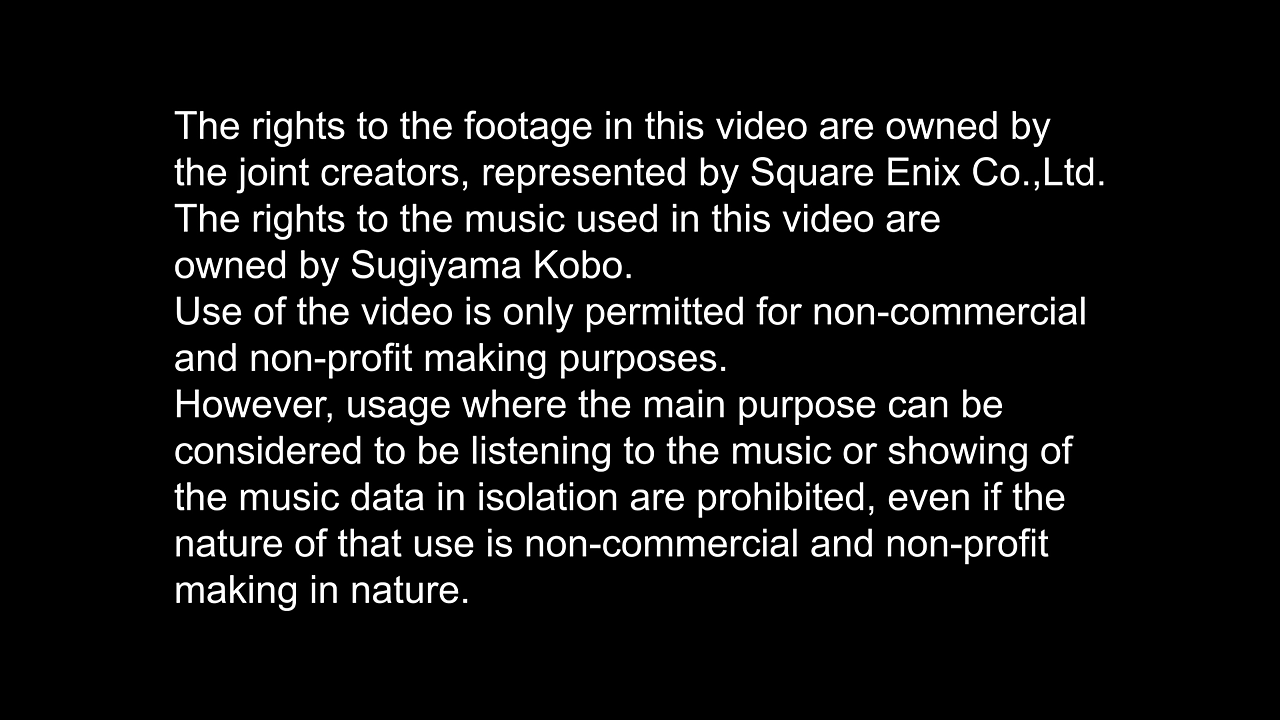 The rights to the footage in this video are owned by
the joint creators, represented by Square Enix Co.,Ltd.
The rights to the music used in this video are
owned by Sugiyama Kobo.
Use of the video is only permitted for non-commercial
and non-profit making purposes.
However, usage where the main purpose can be
considered to be listening to the music or showing of
the music data in isolation are prohibited, even if the
nature of that use is non-commercial and non-profit
making in nature.